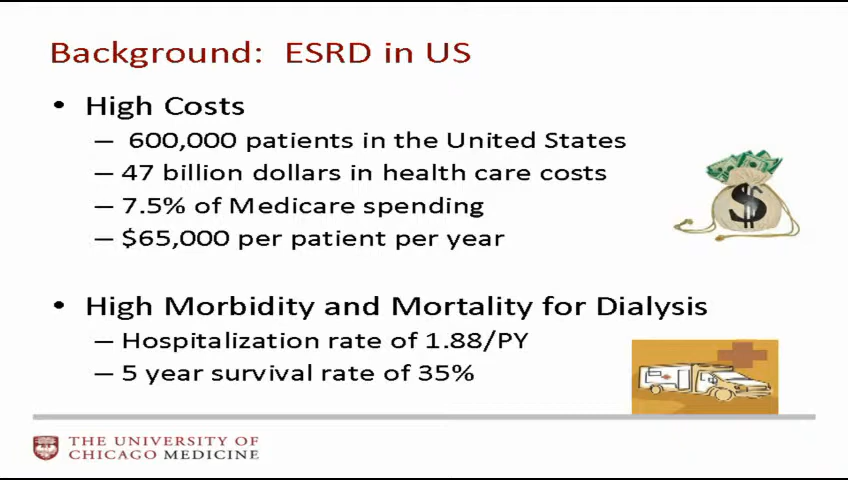 Background: ESRD in US
• High Costs
– 600,000 patients in the United States
– 47 billion dollars in health care costs
– 7.5% of Medicare spending
– $65,000 per patient per year
$
• High Morbidity and Mortality for Dialysis
– Hospitalization rate of 1.88/PY
– 5 year survival rate of 35%
THE UNIVERSITY OF
CHICAGO MEDICINE